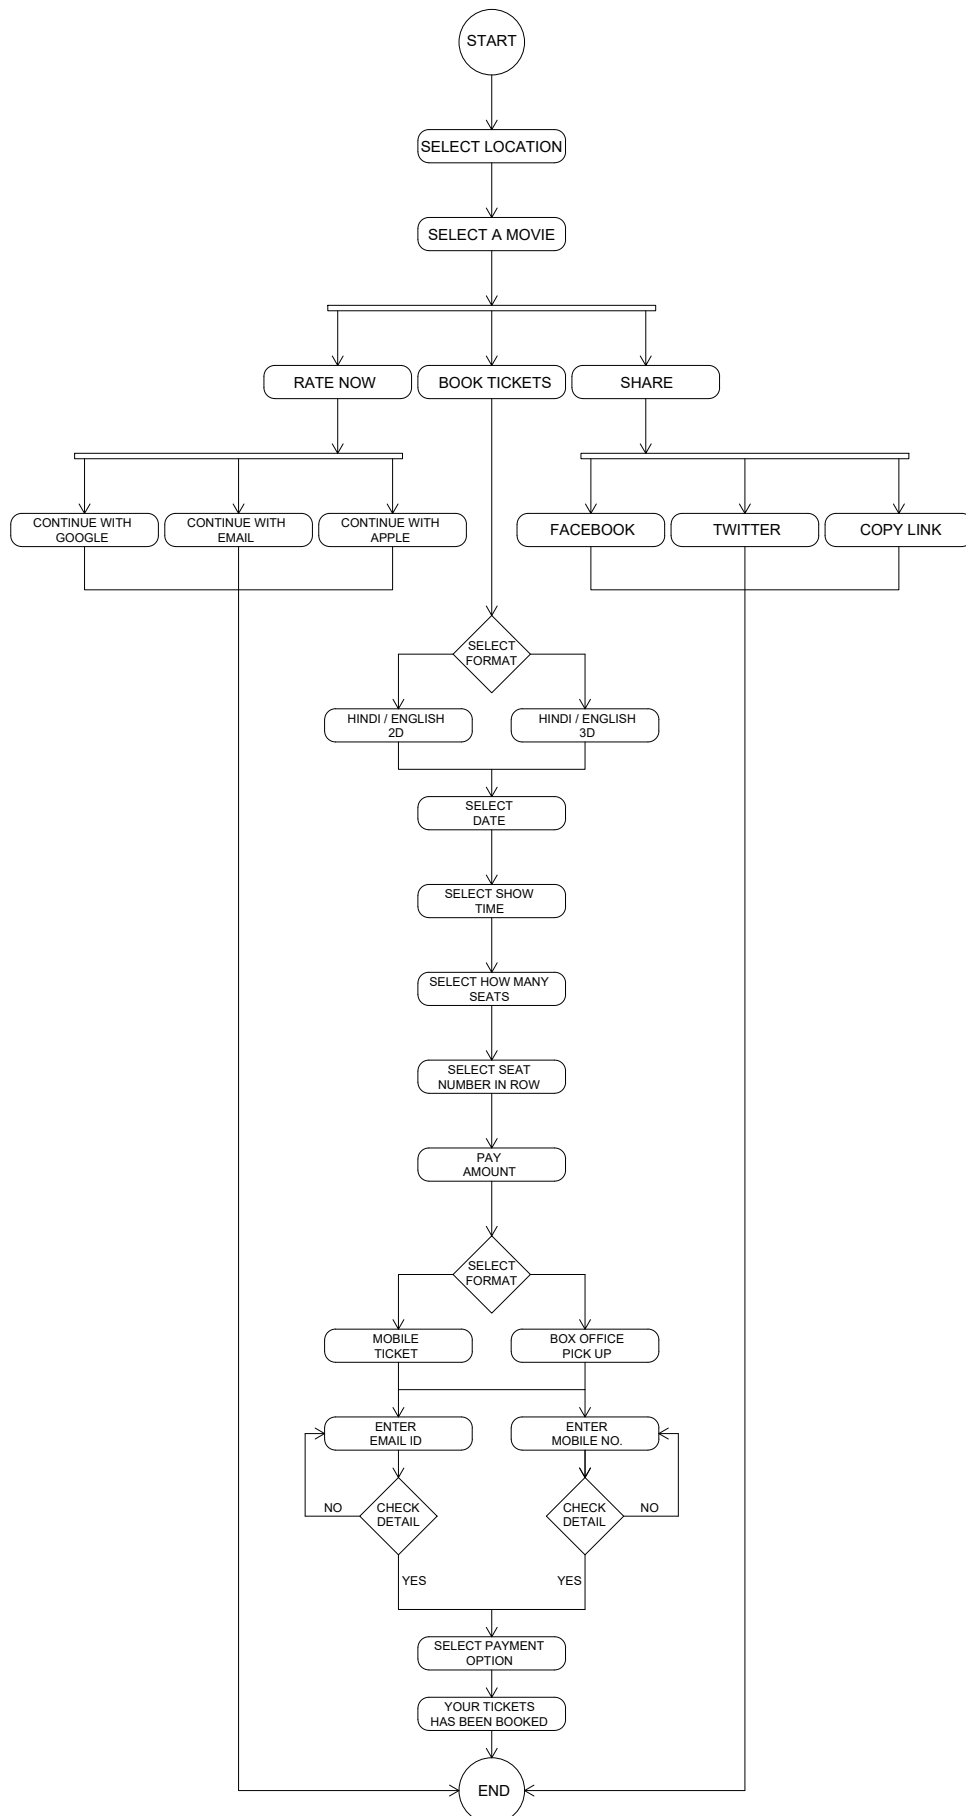 START
SELECT LOCATION
SELECT A MOVIE
RATE NOW
BOOK TICKETS
SHARE
CONTINUE WITH
GOOGLE
CONTINUE WITH
EMAIL
CONTINUE WITH
APPLE
FACEBOOK
TWITTER
COPY LINK
SELECT
FORMAT
HINDI / ENGLISH
2D
HINDI / ENGLISH
3D
SELECT
DATE
SELECT SHOW
TIME
SELECT HOW MANY
SEATS
SELECT SEAT
NUMBER IN ROW
PAY
AMOUNT
SELECT
FORMAT
MOBILE
TICKET
BOX OFFICE
PICK UP
ENTER
EMAIL ID
ENTER
MOBILE NO.
NO
CHECK
DETAIL
CHECK
DETAIL
NO
YES
YES
SELECT PAYMENT
OPTION
YOUR TICKETS
HAS BEEN BOOKED
END